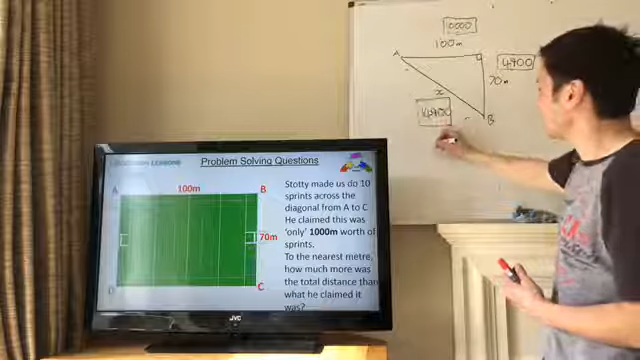 10000
100m
A
4900
70m
x
14900
B
Problem Solving Questions
A
100m
B
70m
D
C
Stotty made us do 10
sprints across the
diagonal from A to C
He claimed this was
'only' 1000m worth of
sprints.
To the nearest metre,
how much more was
the total distance than
what he claimed it
was?
JVC